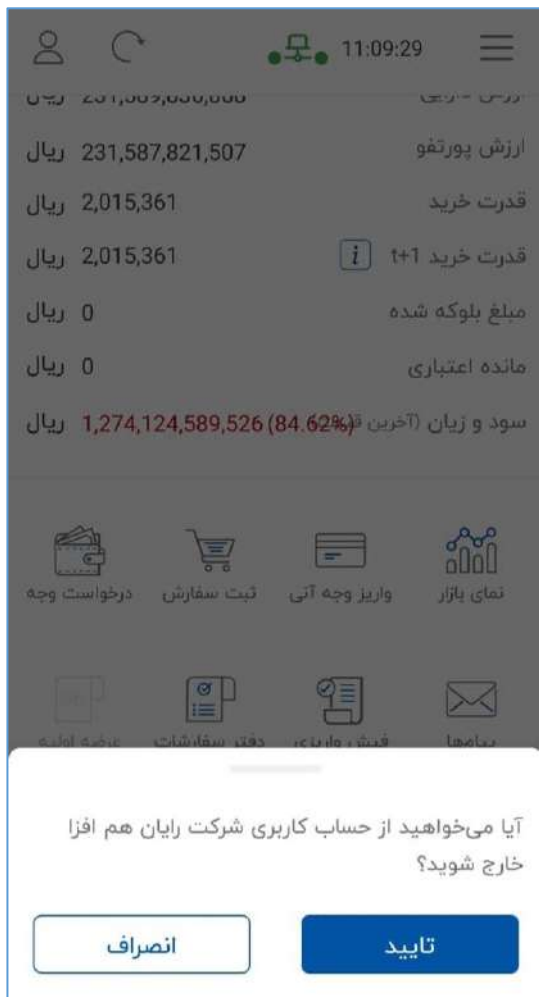 11:09:29
ارزش پورتفو 231,587,821,507 ریال
قدرت خرید 2,015,361 ریال
قدرت خرید t+1 i 2,015,361 ریال
مبلغ بلوکه شده 0 ریال
مانده اعتباری 0 ریال
سود و زیان (آخرین 1,274,124,589,526 (84.62%) ریال
نمای بازار واریز وجه آنی ثبت سفارش درخواست وجه
پیام‌ها فیش واریزی دفتر سفارشات عرضه اولیه
آیا می‌خواهید از حساب کاربری شرکت رایان هم افزا
خارج شوید؟
تایید انصراف